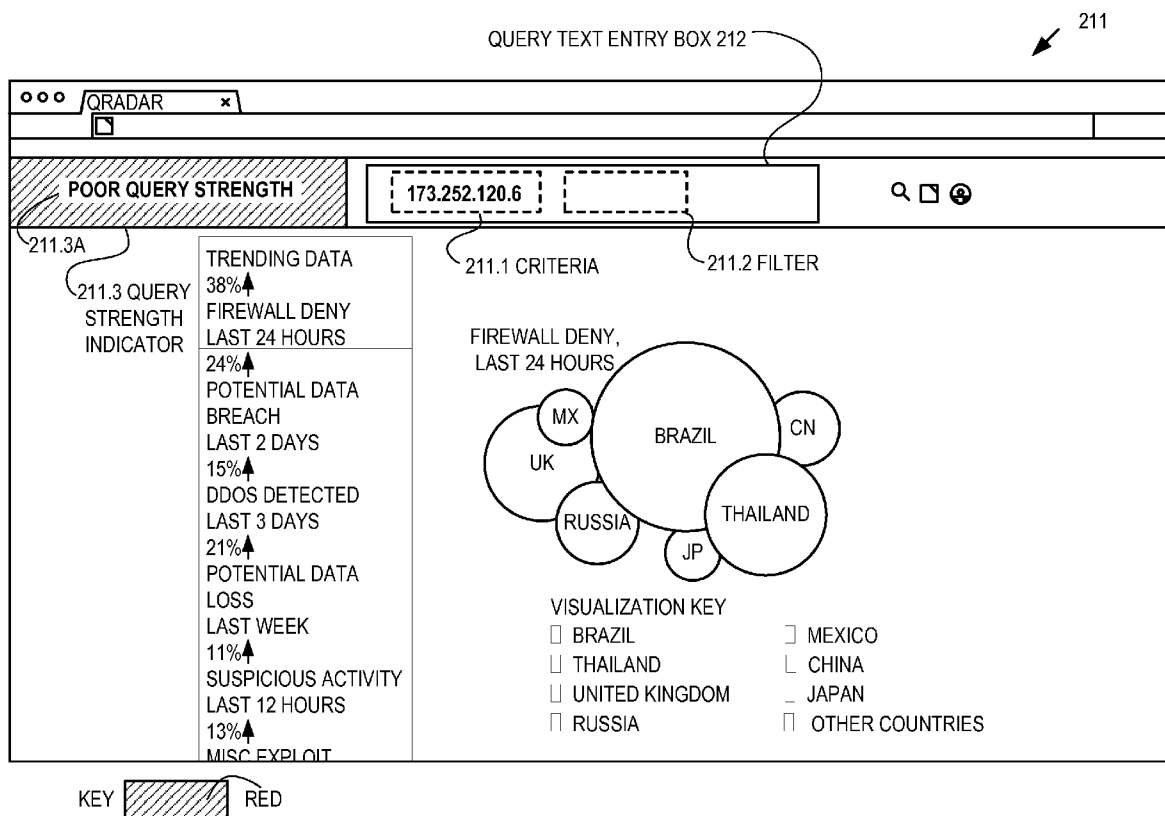 211
QUERY TEXT ENTRY BOX 212
QRADAR x
POOR QUERY STRENGTH
173.252.120.6
211.3A
211.1 CRITERIA
211.2 FILTER
211.3 QUERY
STRENGTH
INDICATOR
TRENDING DATA
38%
FIREWALL DENY
LAST 24 HOURS
24%
POTENTIAL DATA
BREACH
LAST 2 DAYS
15%
DDOS DETECTED
LAST 3 DAYS
21%
POTENTIAL DATA
LOSS
LAST WEEK
11%
SUSPICIOUS ACTIVITY
LAST 12 HOURS
13%
MISC EXPLOIT
FIREWALL DENY,
LAST 24 HOURS
MX
BRAZIL
CN
UK
RUSSIA
THAILAND
JP
VISUALIZATION KEY
BRAZIL
THAILAND
UNITED KINGDOM
RUSSIA
MEXICO
CHINA
JAPAN
OTHER COUNTRIES
KEY
RED